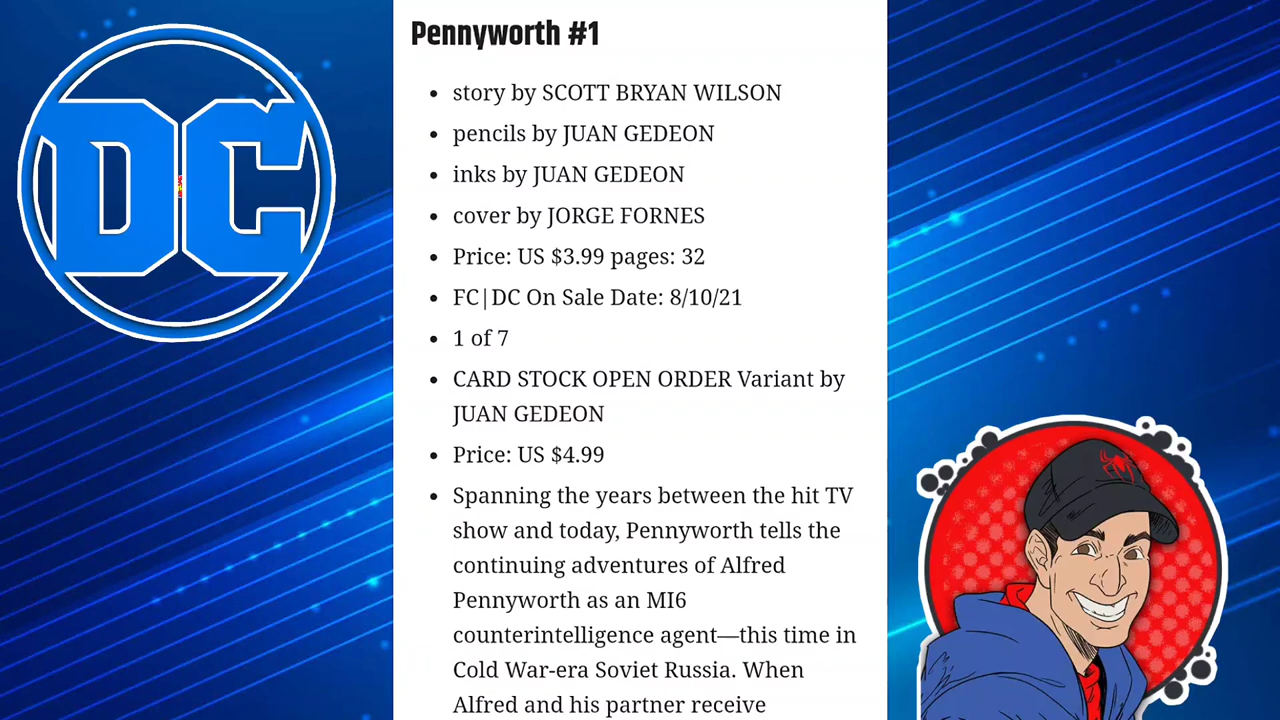 DC
Pennyworth #1
• story by SCOTT BRYAN WILSON
• pencils by JUAN GEDEON
• inks by JUAN GEDEON
• cover by JORGE FORNES
• Price: US $3.99 pages: 32
• FC|DC On Sale Date: 8/10/21
• 1 of 7
• CARD STOCK OPEN ORDER Variant by
JUAN GEDEON
• Price: US $4.99
• Spanning the years between the hit TV
show and today, Pennyworth tells the
continuing adventures of Alfred
Pennyworth as an MI6
counterintelligence agent—this time in
Cold War-era Soviet Russia. When
Alfred and his partner receive